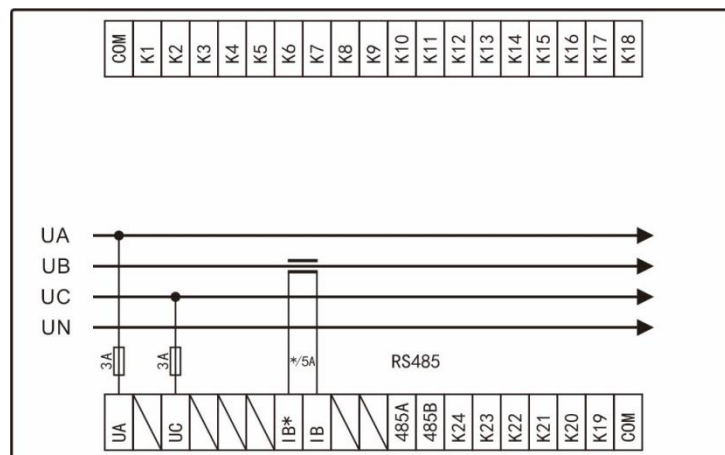 COM K1 K2 K3 K4 K5 K6 K7 K8 K9 K10 K11 K12 K13 K14 K15 K16 K17 K18
UA
UB
UC
UN
3A 3A */5A RS485
UA UC IB* IB 485A 485B K24 K23 K22 K21 K20 K19 COM